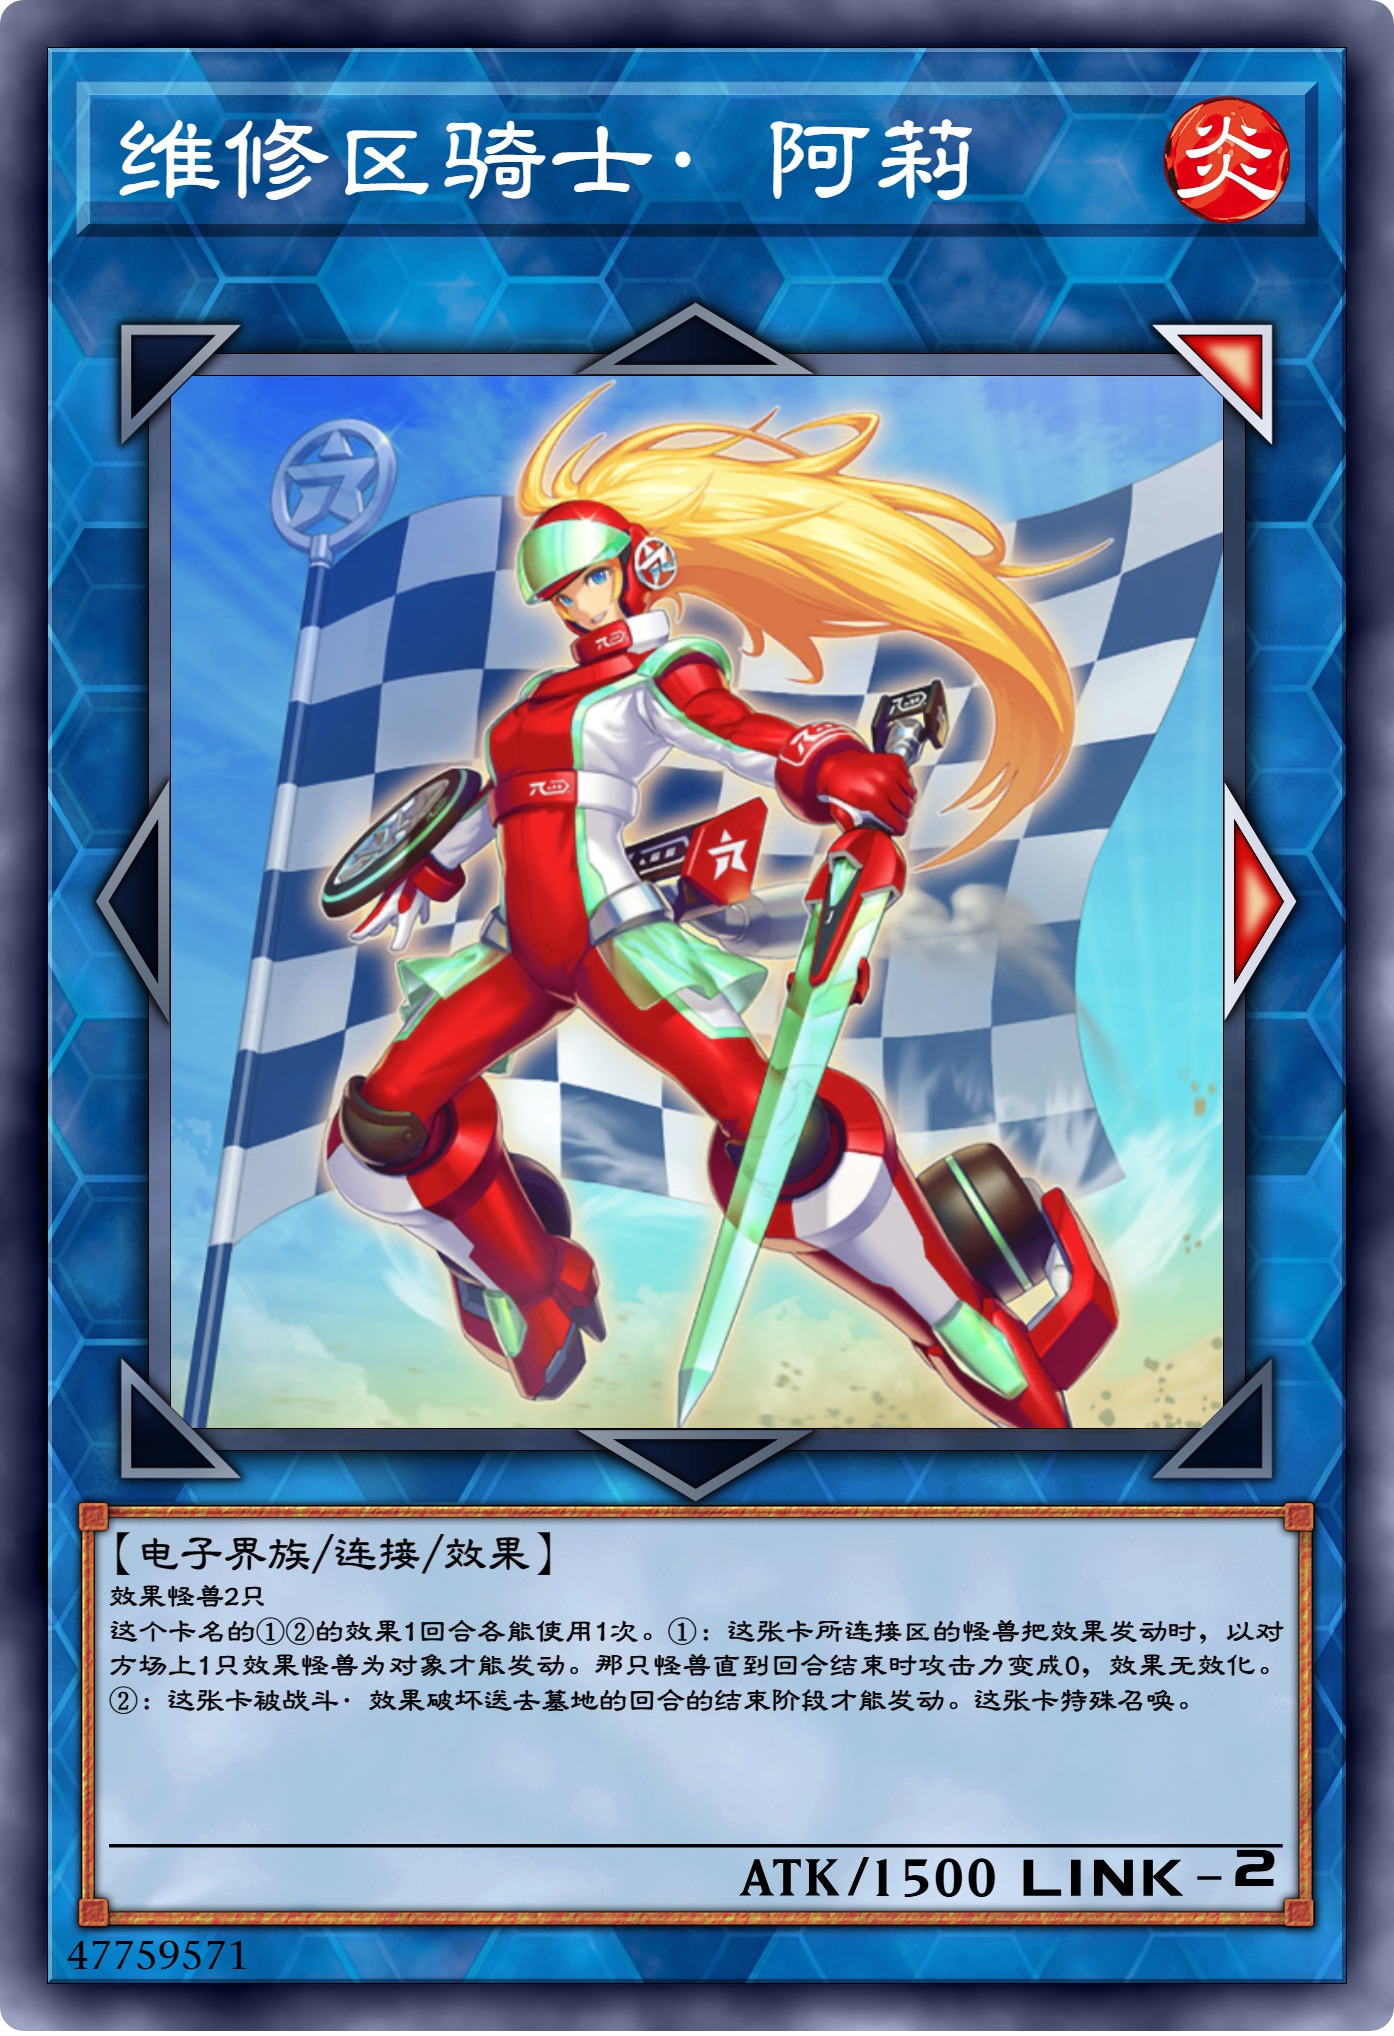 维修区骑士·阿莉
炎
【电子界族/连接/效果】
效果怪兽2只
这个卡名的①②的效果1回合各能使用1次。①：这张卡所连接区的怪兽把效果发动时，以对
方场上1只效果怪兽为对象才能发动。那只怪兽直到回合结束时攻击力变成0，效果无效化。
②：这张卡被战斗·效果破坏送去墓地的回合的结束阶段才能发动。这张卡特殊召唤。
ATK/1500 LINK-2
47759571